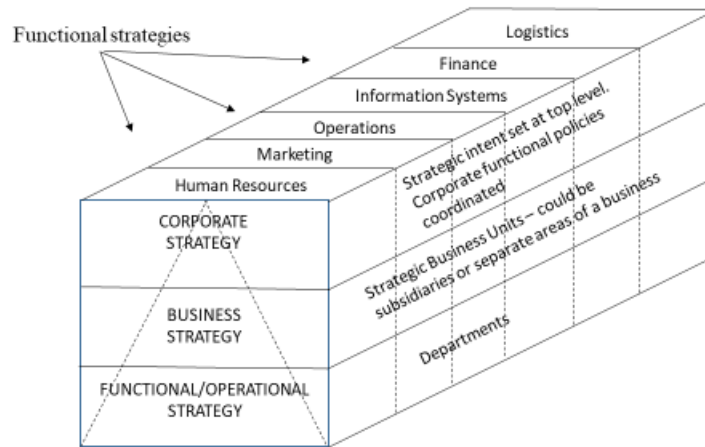 Functional strategies
Logistics
Finance
Information Systems
Operations
Marketing
Human Resources
CORPORATE
STRATEGY
BUSINESS
STRATEGY
FUNCTIONAL/OPERATIONAL
STRATEGY
Strategic intent set at top level.
Corporate functional policies
coordinated
Strategic Business Units – could be
subsidiaries or separate areas of a business
Departments